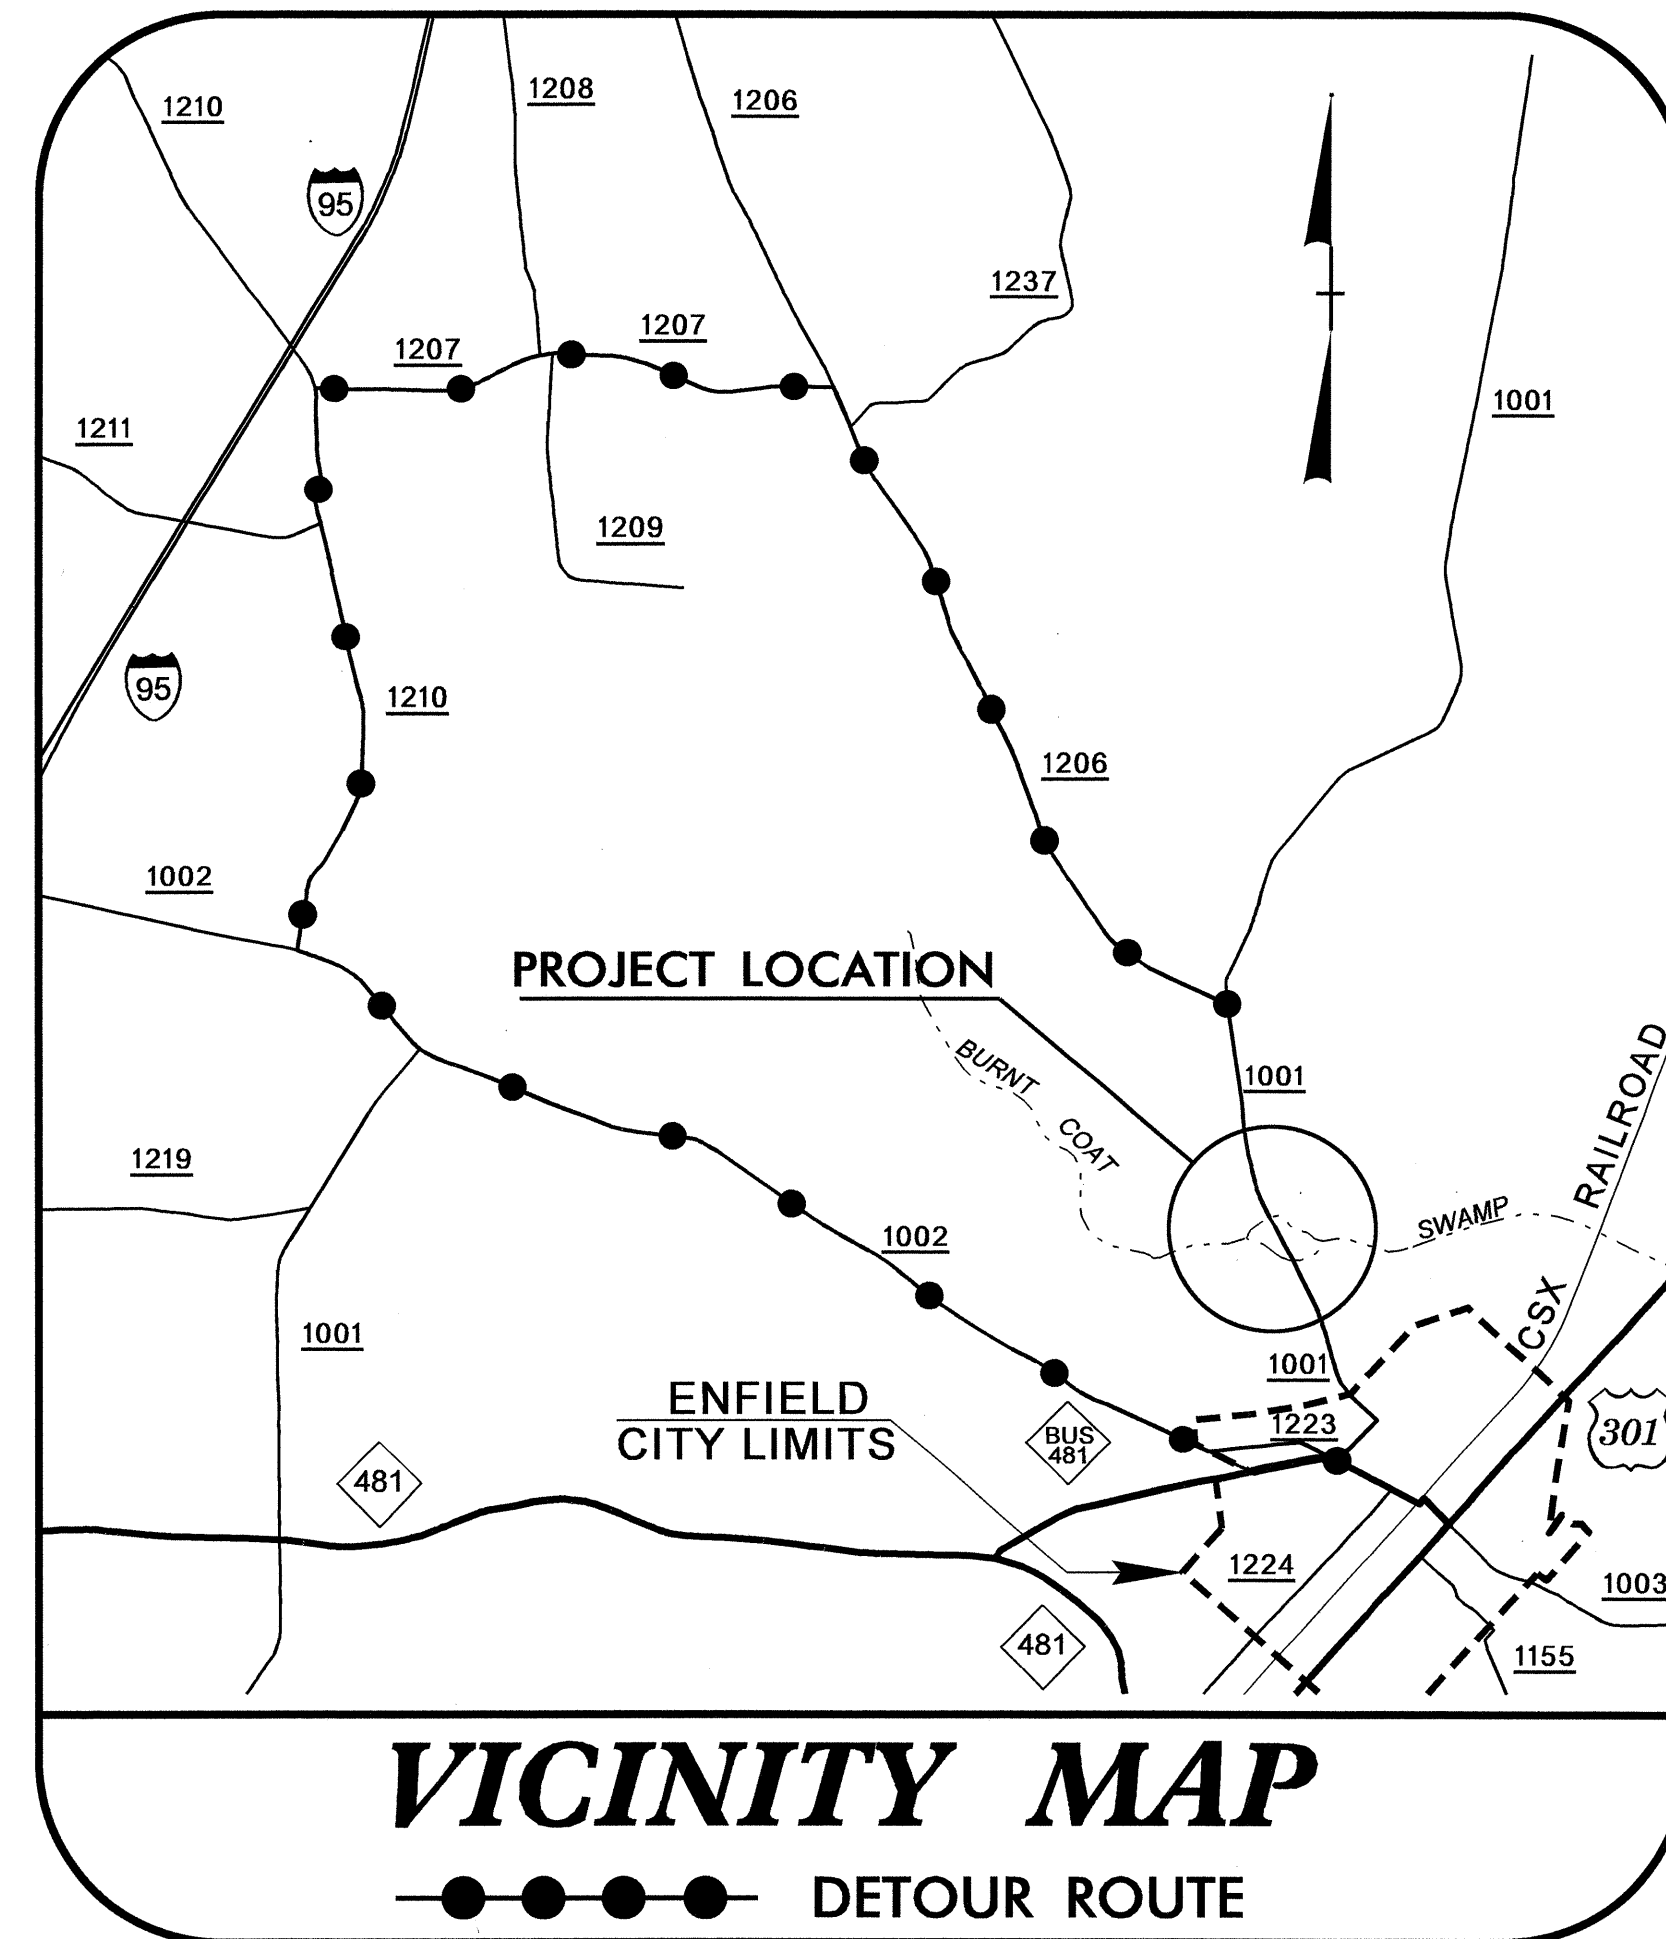 1210
1208
1206
95
1237
1207
1207
1001
1211
1209
95
1210
1206
1002
PROJECT LOCATION
BURNT
COAT
1001
RAILROAD
1219
SWAMP
1002
CSX
1001
1001
ENFIELD
CITY LIMITS
1223
BUS
481
301
481
1224
1003
481
1155
VICINITY MAP
DETOUR ROUTE